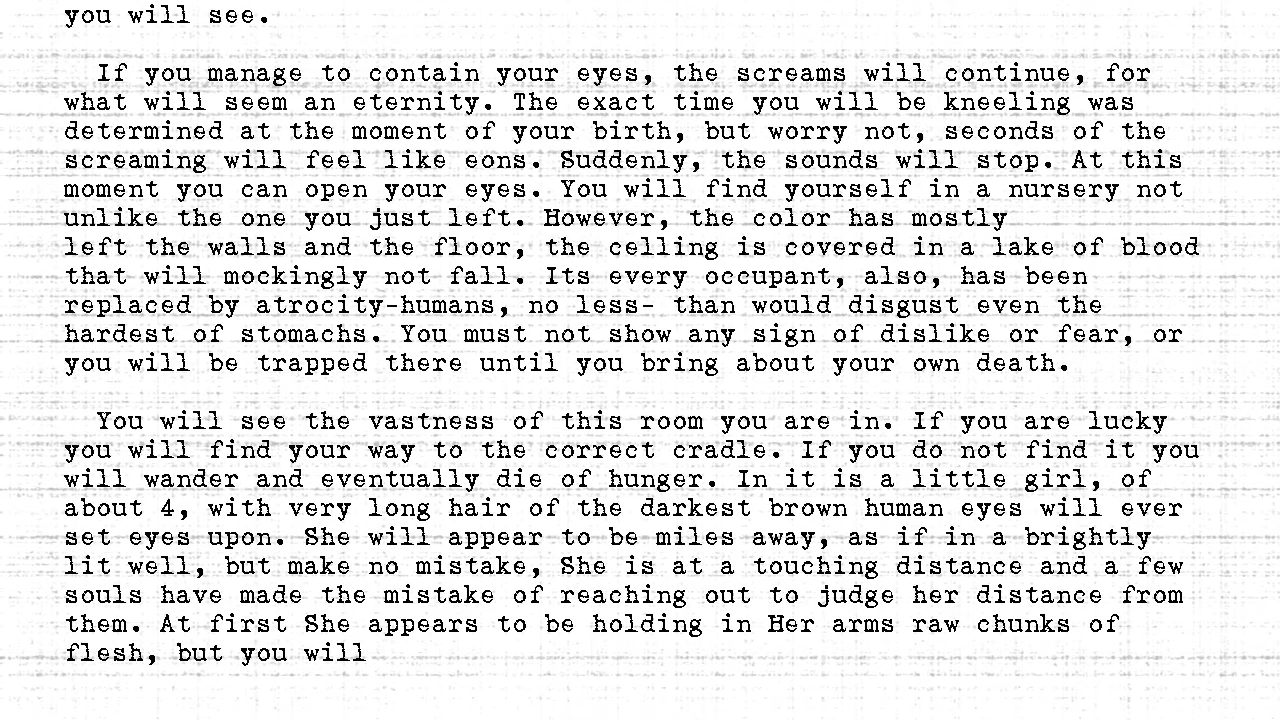 you will see.
If you manage to contain your eyes, the screams will continue, for
what will seem an eternity. The exact time you will be kneeling was
determined at the moment of your birth, but worry not, seconds of the
screaming will feel like eons. Suddenly, the sounds will stop. At this
moment you can open your eyes. You will find yourself in a nursery not
unlike the one you just left. However, the color has mostly
left the walls and the floor, the celling is covered in a lake of blood
that will mockingly not fall. Its every occupant, also, has been
replaced by atrocity-humans, no less- than would disgust even the
hardest of stomachs. You must not show any sign of dislike or fear, or
you will be trapped there until you bring about your own death.
You will see the vastness of this room you are in. If you are lucky
you will find your way to the correct cradle. If you do not find it you
will wander and eventually die of hunger. In it is a little girl, of
about 4, with very long hair of the darkest brown human eyes will ever
set eyes upon. She will appear to be miles away, as if in a brightly
lit well, but make no mistake, She is at a touching distance and a few
souls have made the mistake of reaching out to judge her distance from
them. At first She appears to be holding in Her arms raw chunks of
flesh, but you will